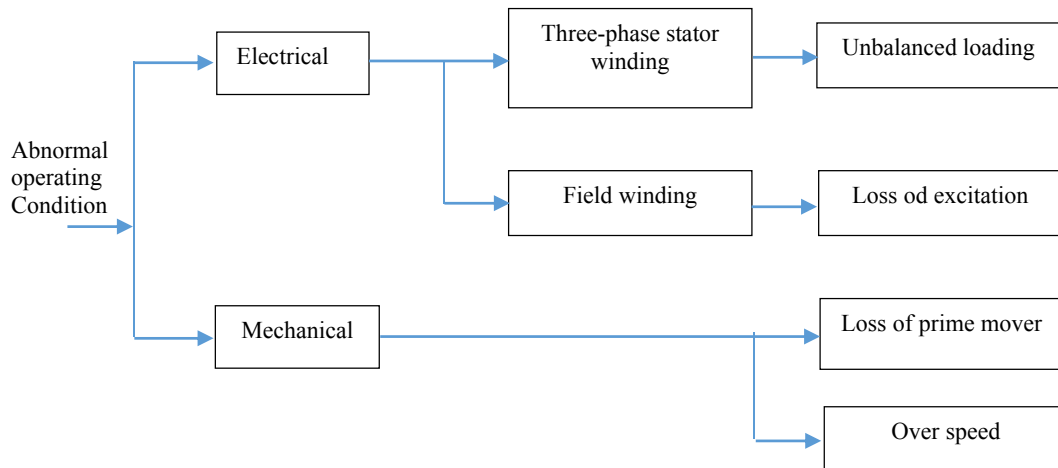 Abnormal
operating
Condition
Electrical
Three-phase stator
winding
Unbalanced loading
Field winding
Loss od excitation
Mechanical
Loss of prime mover
Over speed